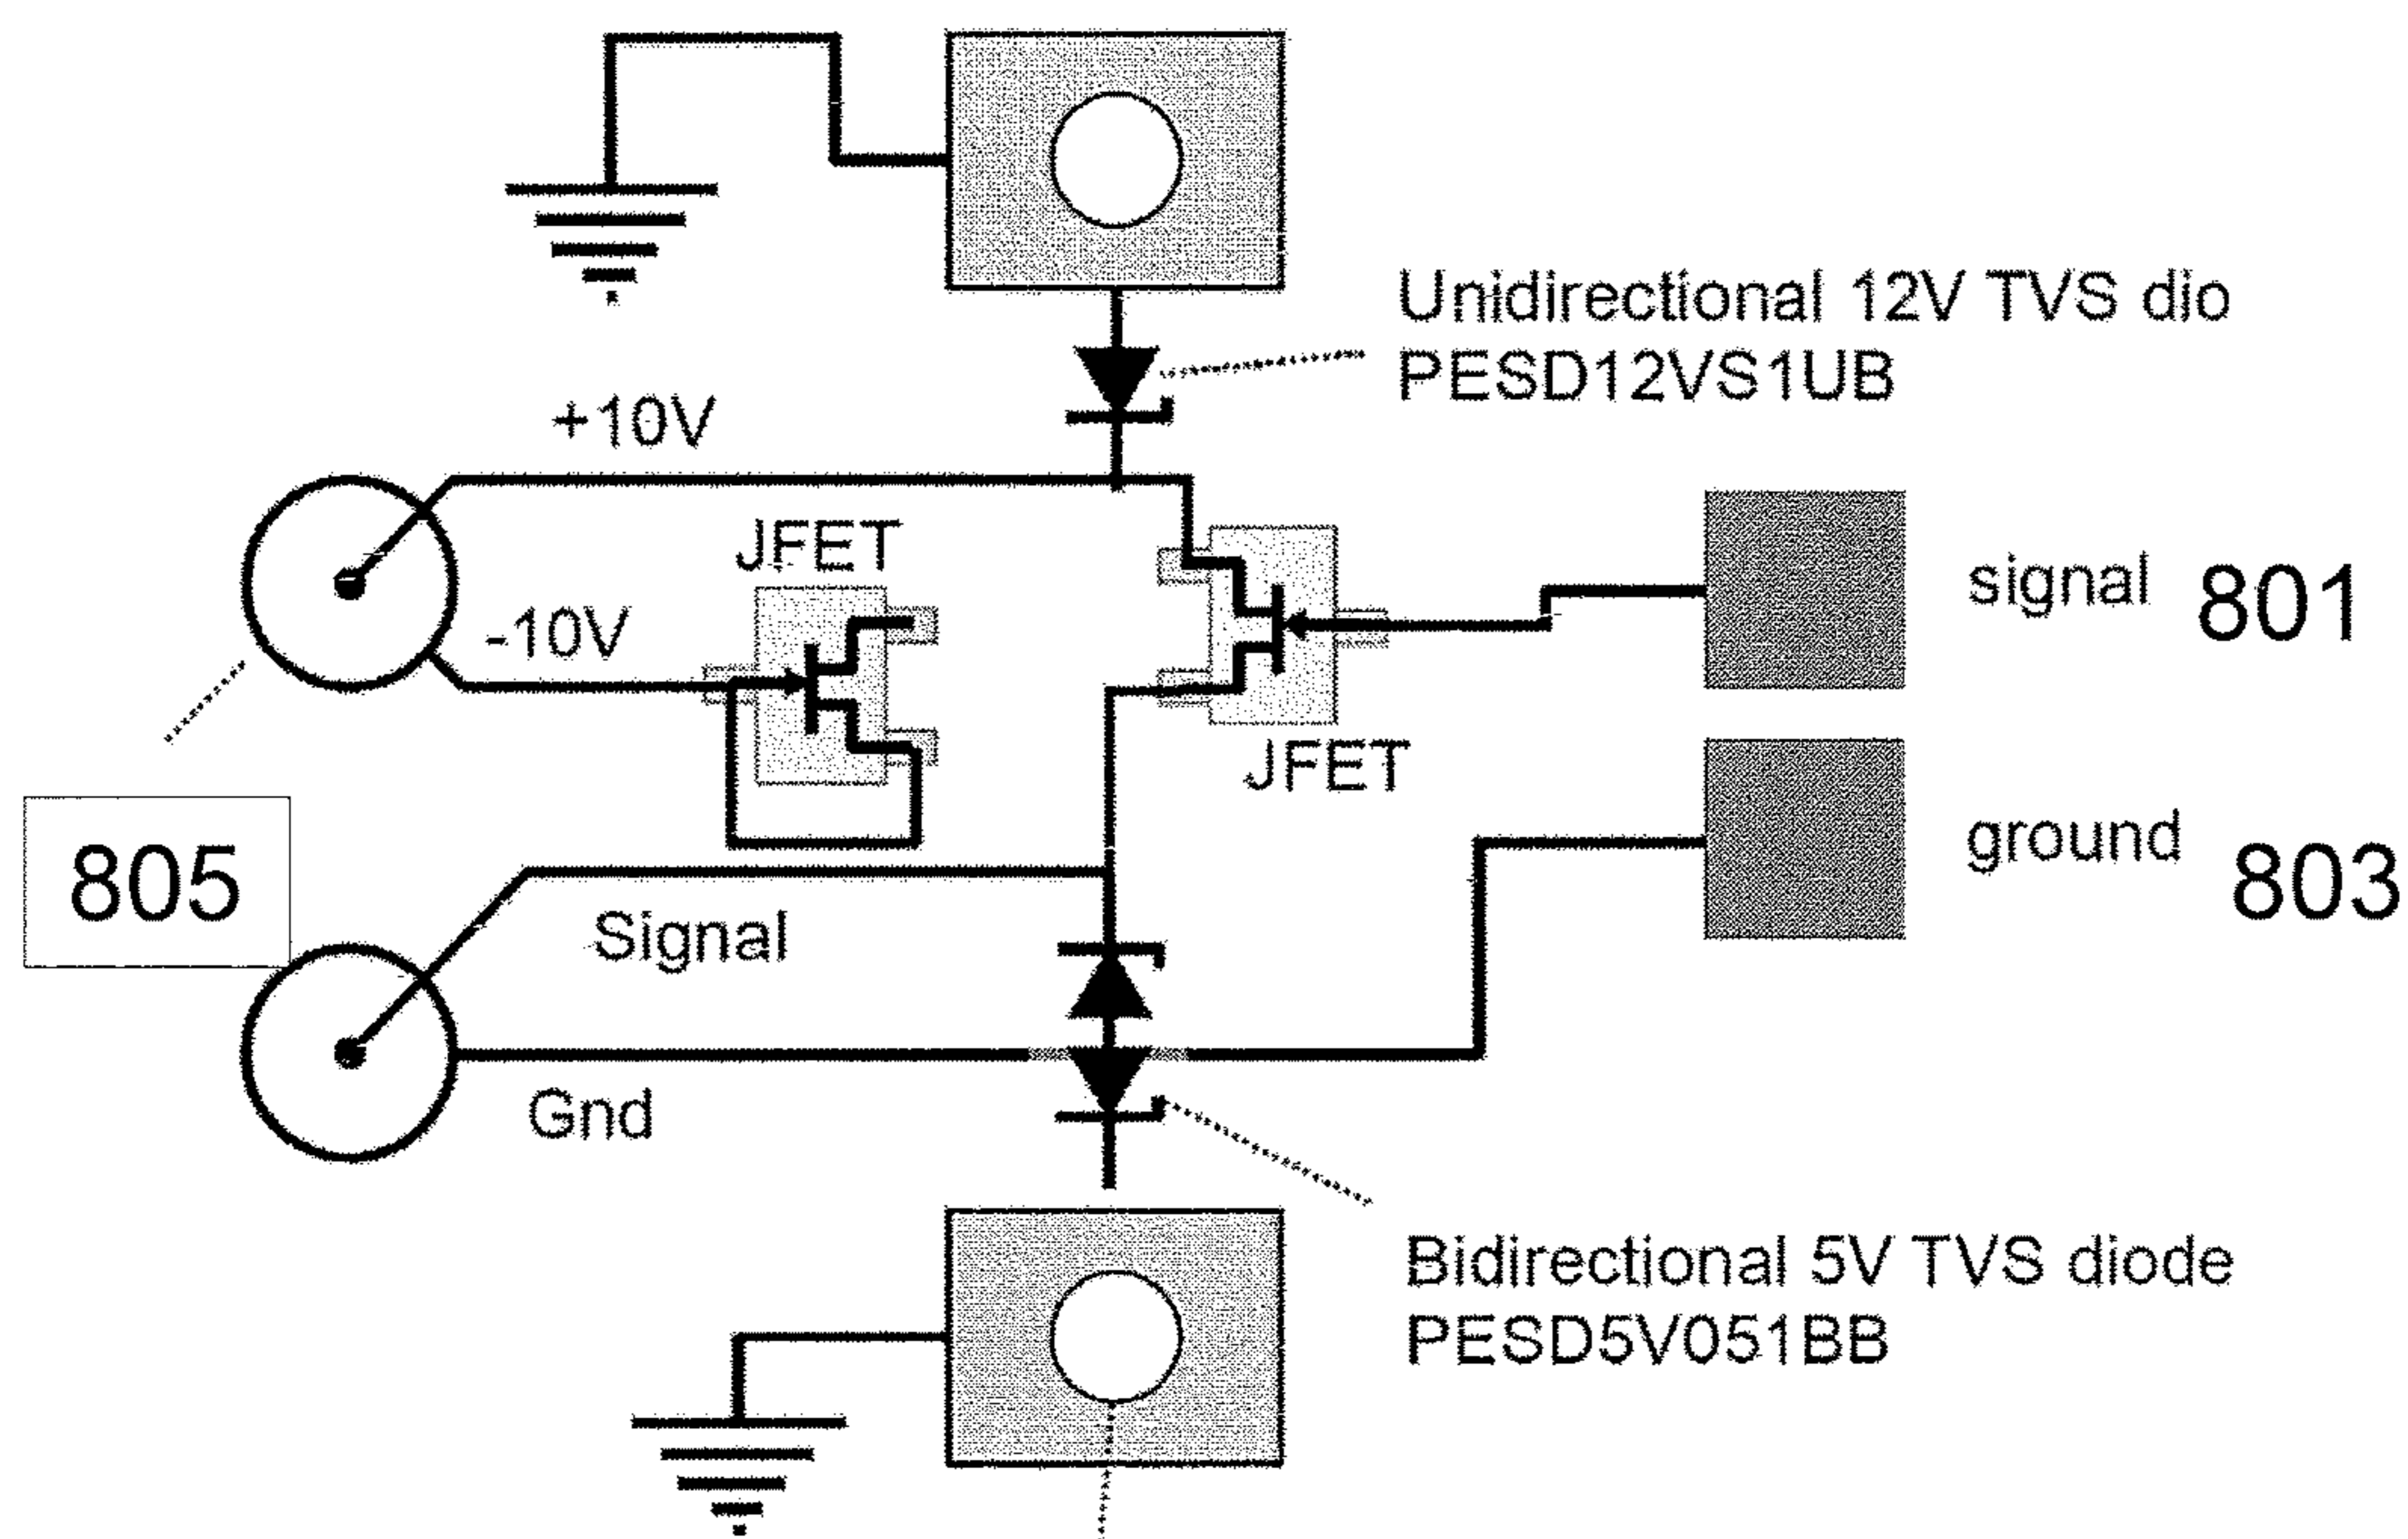 Unidirectional 12V TVS dio
PESD12VS1UB
+10V
JFET
-10V
signal 801
JFET
ground 803
805
Signal
Gnd
Bidirectional 5V TVS diode
PESD5V051BB